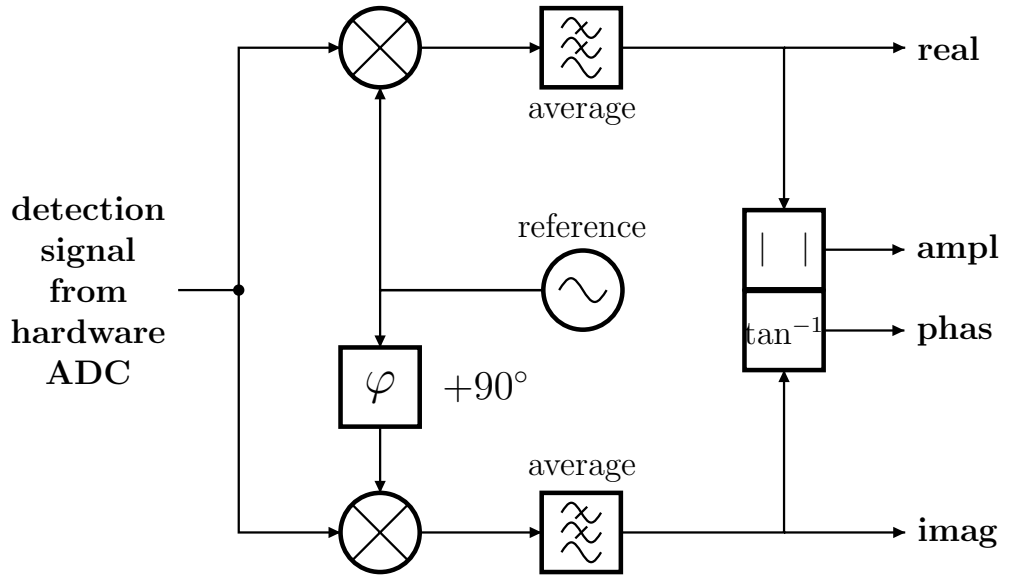 real
average
detection
signal
from
hardware
ADC
reference
| |
ampl
tan⁻¹
phas
φ
+90°
average
imag